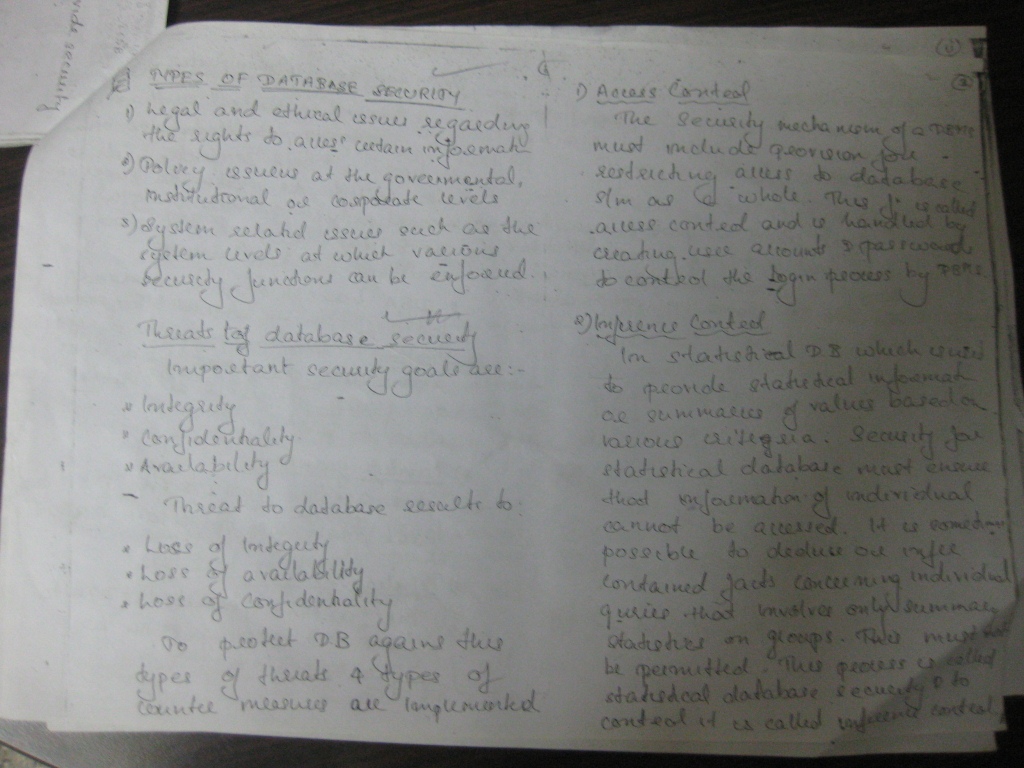 TYPES OF DATABASE SECURITY
1) Legal and ethical issues regarding
the rights to access certain informatn
2) Policy issues at the governmental,
institutional or corporate levels
3) System related issues such as the
system levels at which various
security functions can be enforced.
Threats to database security
Important security goals are:-
* Integrity
* Confidentiality
* Availability
- Threat to database results to:
* Loss of Integrity
* Loss of availability
* Loss of confidentiality
To protect DB agains this
types of threats 4 types of
counter measures are implemented
1) Access Control
The security mechanism of a DBMS
must include provision for
restricting access to database
s/m as a whole. This fn is called
access control and is handled by
creating user accounts & passwords
to control the login process by DBMS.
2) Inference Control
In statistical DB which is used
to provide statistical informatn
or summaries of values based on
various criteria. Security for
statistical database must ensure
that information of individual
cannot be accessed. It is sometimes
possible to deduce or infer
contained facts concerning individual
quries that involves only summary
statistics on groups. This must not
be permitted. This process is called
statistical database security & to
control it is called inference control.
vide security